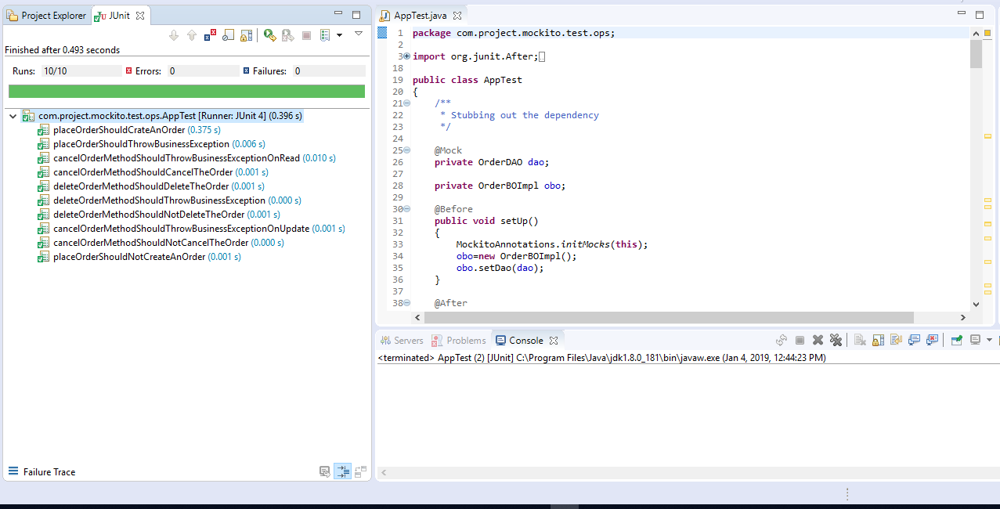 Project Explorer
JUnit
Finished after 0.493 seconds
Runs: 10/10
Errors: 0
Failures: 0
com.project.mockito.test.ops.AppTest [Runner: JUnit 4] (0.396 s)
placeOrderShouldCrateAnOrder (0.375 s)
placeOrderShouldThrowBusinessException (0.006 s)
cancelOrderMethodShouldThrowBusinessExceptionOnRead (0.010 s)
cancelOrderMethodShouldCancelTheOrder (0.001 s)
deleteOrderMethodShouldDeleteTheOrder (0.001 s)
deleteOrderMethodShouldThrowBusinessException (0.000 s)
deleteOrderMethodShouldNotDeleteTheOrder (0.001 s)
cancelOrderMethodShouldThrowBusinessExceptionOnUpdate (0.001 s)
cancelOrderMethodShouldNotCancelTheOrder (0.000 s)
placeOrderShouldNotCreateAnOrder (0.001 s)
Failure Trace
AppTest.java
1 package com.project.mockito.test.ops;
2
3 import org.junit.After;
18
19 public class AppTest
20 {
21 /**
22 * Stubbing out the dependency
23 */
24
25 @Mock
26 private OrderDAO dao;
27
28 private OrderBOImpl obo;
29
30 @Before
31 public void setUp()
32 {
33 MockitoAnnotations.initMocks(this);
34 obo=new OrderBOImpl();
35 obo.setDao(dao);
36 }
37
38 @After
Servers
Problems
Console
<terminated> AppTest (2) [JUnit] C:\Program Files\Java\jdk1.8.0_181\bin\javaw.exe (Jan 4, 2019, 12:44:23 PM)